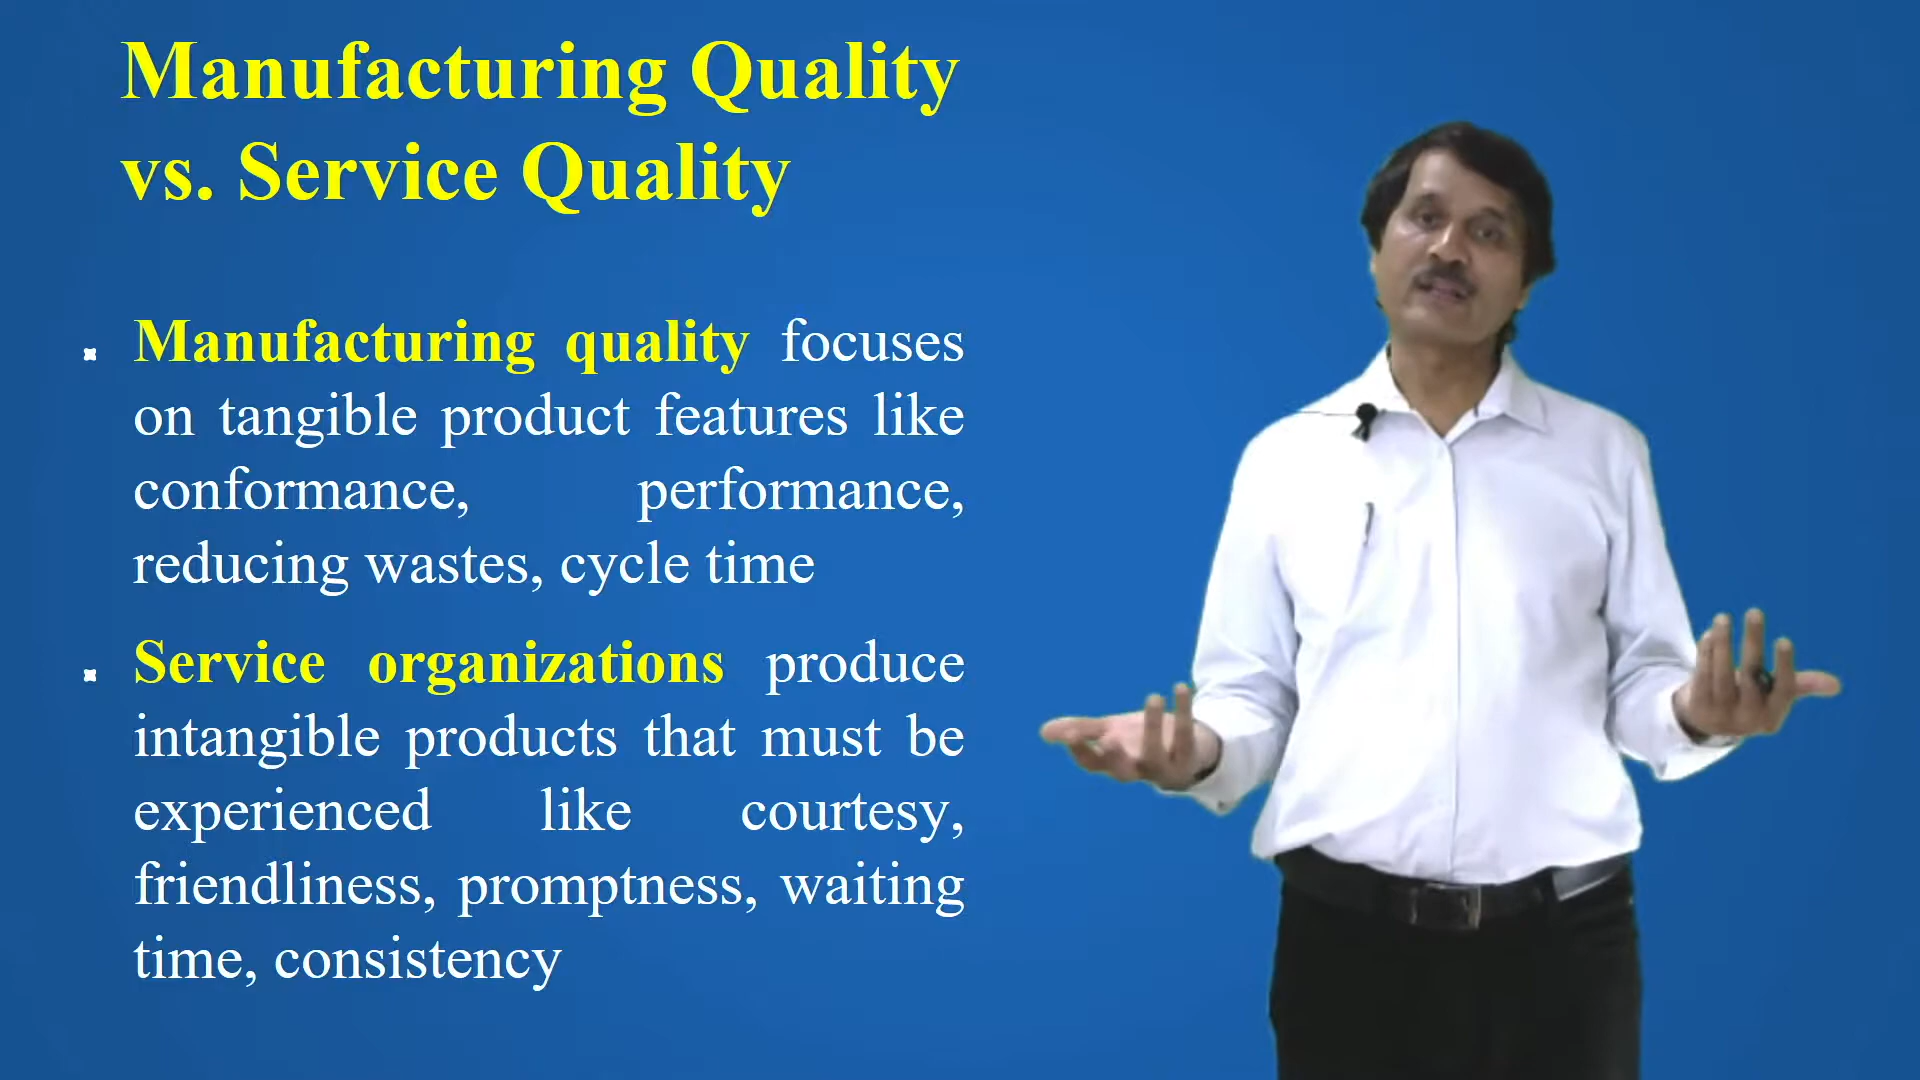 Manufacturing Quality
vs. Service Quality
Manufacturing quality focuses
on tangible product features like
conformance, performance,
reducing wastes, cycle time
Service organizations produce
intangible products that must be
experienced like courtesy,
friendliness, promptness, waiting
time, consistency